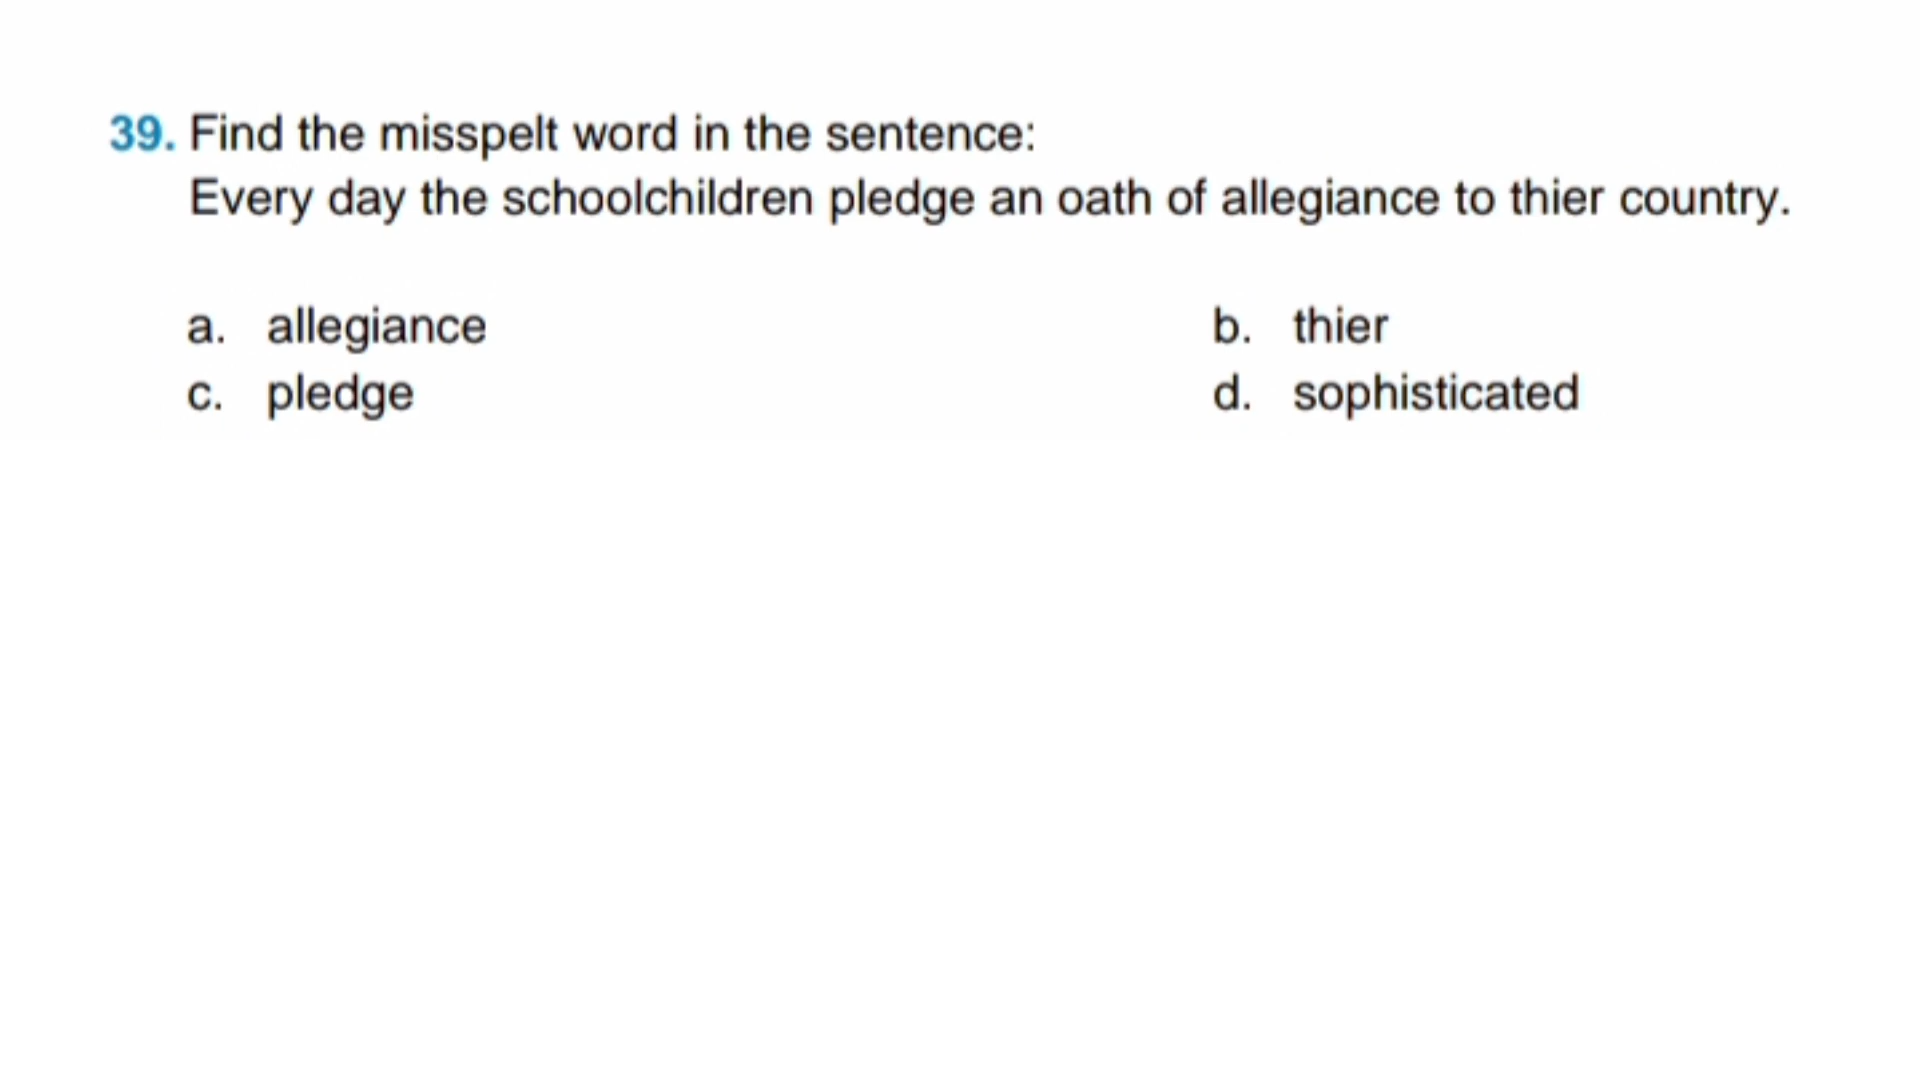 39. Find the misspelt word in the sentence:
Every day the schoolchildren pledge an oath of allegiance to thier country.
a. allegiance b. thier
c. pledge d. sophisticated